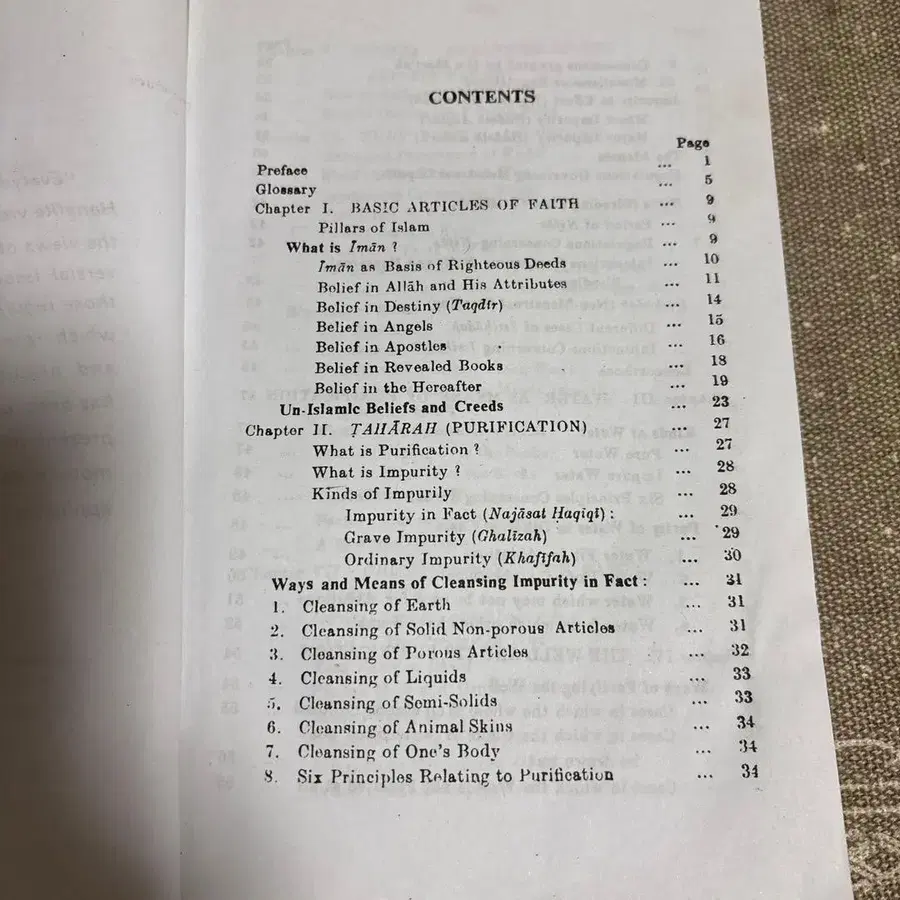 CONTENTS
Page
Preface ... 1
Glossary ... 5
Chapter I. BASIC ARTICLES OF FAITH ... 9
Pillars of Islam ... 9
What is Īmān ? ... 9
Īmān as Basis of Righteous Deeds ... 10
Belief in Allāh and His Attributes ... 11
Belief in Destiny (Taqdīr) ... 14
Belief in Angels ... 15
Belief in Apostles ... 16
Belief in Revealed Books ... 18
Belief in the Hereafter ... 19
Un-Islamic Beliefs and Creeds ... 23
Chapter II. ṬAHĀRAH (PURIFICATION) ... 27
What is Purification ? ... 27
What is Impurity ? ... 28
Kinds of Impurily ... 28
Impurity in Fact (Najāsat Ḥaqīqī) : ... 29
Grave Impurity (Ghalīzah) ... 29
Ordinary Impurity (Khafīfah) ... 30
Ways and Means of Cleansing Impurity in Fact : ... 31
1. Cleansing of Earth ... 31
2. Cleansing of Solid Non-porous Articles ... 31
3. Cleansing of Porous Articles ... 32
4. Cleansing of Liquids ... 33
5. Cleansing of Semi-Solids ... 33
6. Cleansing of Animal Skins ... 34
7. Cleansing of One's Body ... 34
8. Six Principles Relating to Purification ... 34